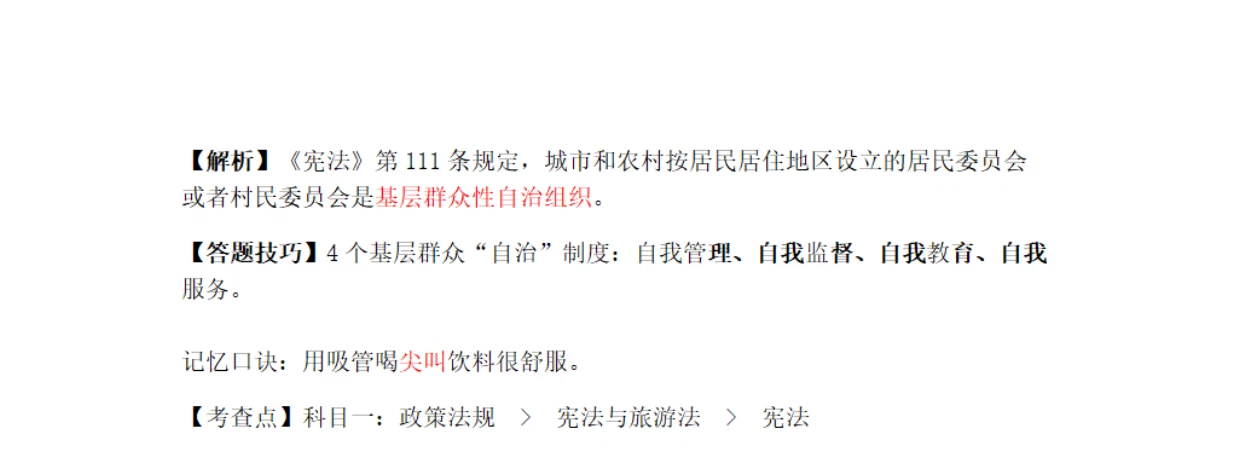 【解析】《宪法》第 111 条规定，城市和农村按居民居住地区设立的居民委员会
或者村民委员会是基层群众性自治组织。
【答题技巧】4 个基层群众“自治”制度：自我管理、自我监督、自我教育、自我
服务。
记忆口诀：用吸管喝尖叫饮料很舒服。
【考查点】科目一：政策法规 > 宪法与旅游法 > 宪法